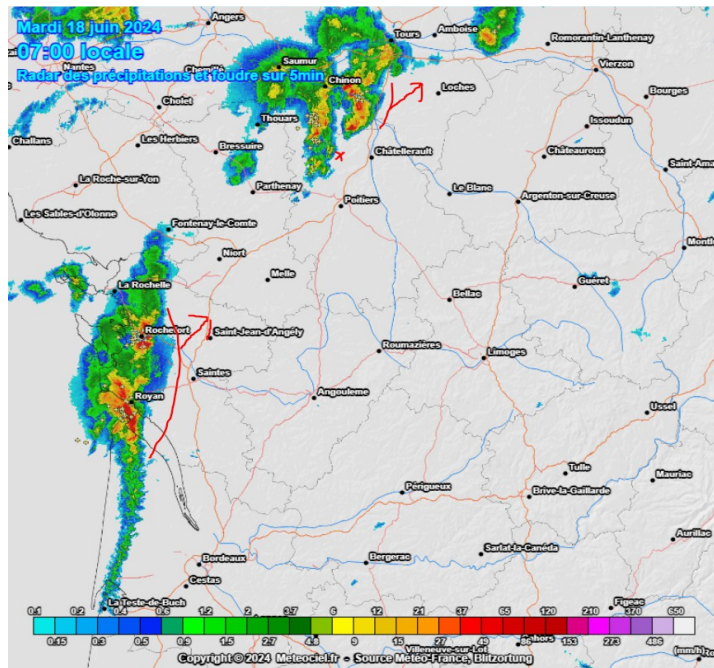 Mardi 18 juin 2024
07:00 locale
Radar des précipitations et foudre sur 5min
Angers
Tours
Amboise
Romorantin-Lanthenay
Nantes
Saumur
Vierzon
Chinon
Cholet
Loches
Bourges
Thouars
Issoudun
Challans
Les Herbiers
Bressuire
Châtellerault
Châteauroux
Saint-Ama
La Roche-sur-Yon
Parthenay
Le Blanc
Argenton-sur-Creuse
Poitiers
Les Sables-d'Olonne
Fontenay-le-Comte
Montl
Niort
Melle
La Rochelle
Guéret
Bellac
Rochefort
Saint-Jean-d'Angély
Roumazières
Limoges
Saintes
Angouleme
Royan
Ussel
Tulle
Mauriac
Périgueux
Brive-la-Gaillarde
Aurillac
Sarlat-la-Canéda
Bordeaux
Bergerac
Cestas
La Teste-de-Buch
Figeac
0.1 0.2 0.4 0.6 1.2 2 3.7 6 12 21 37 65 100 210 370 650
0.15 0.3 0.5 0.9 1.5 2.7 4.8 9 15 27 49 86 153 273 486 (mm/h)
Villeneuve-sur-Lot
Copyright © 2024 Meteociel.fr - Source Météo-France, Blitzortung